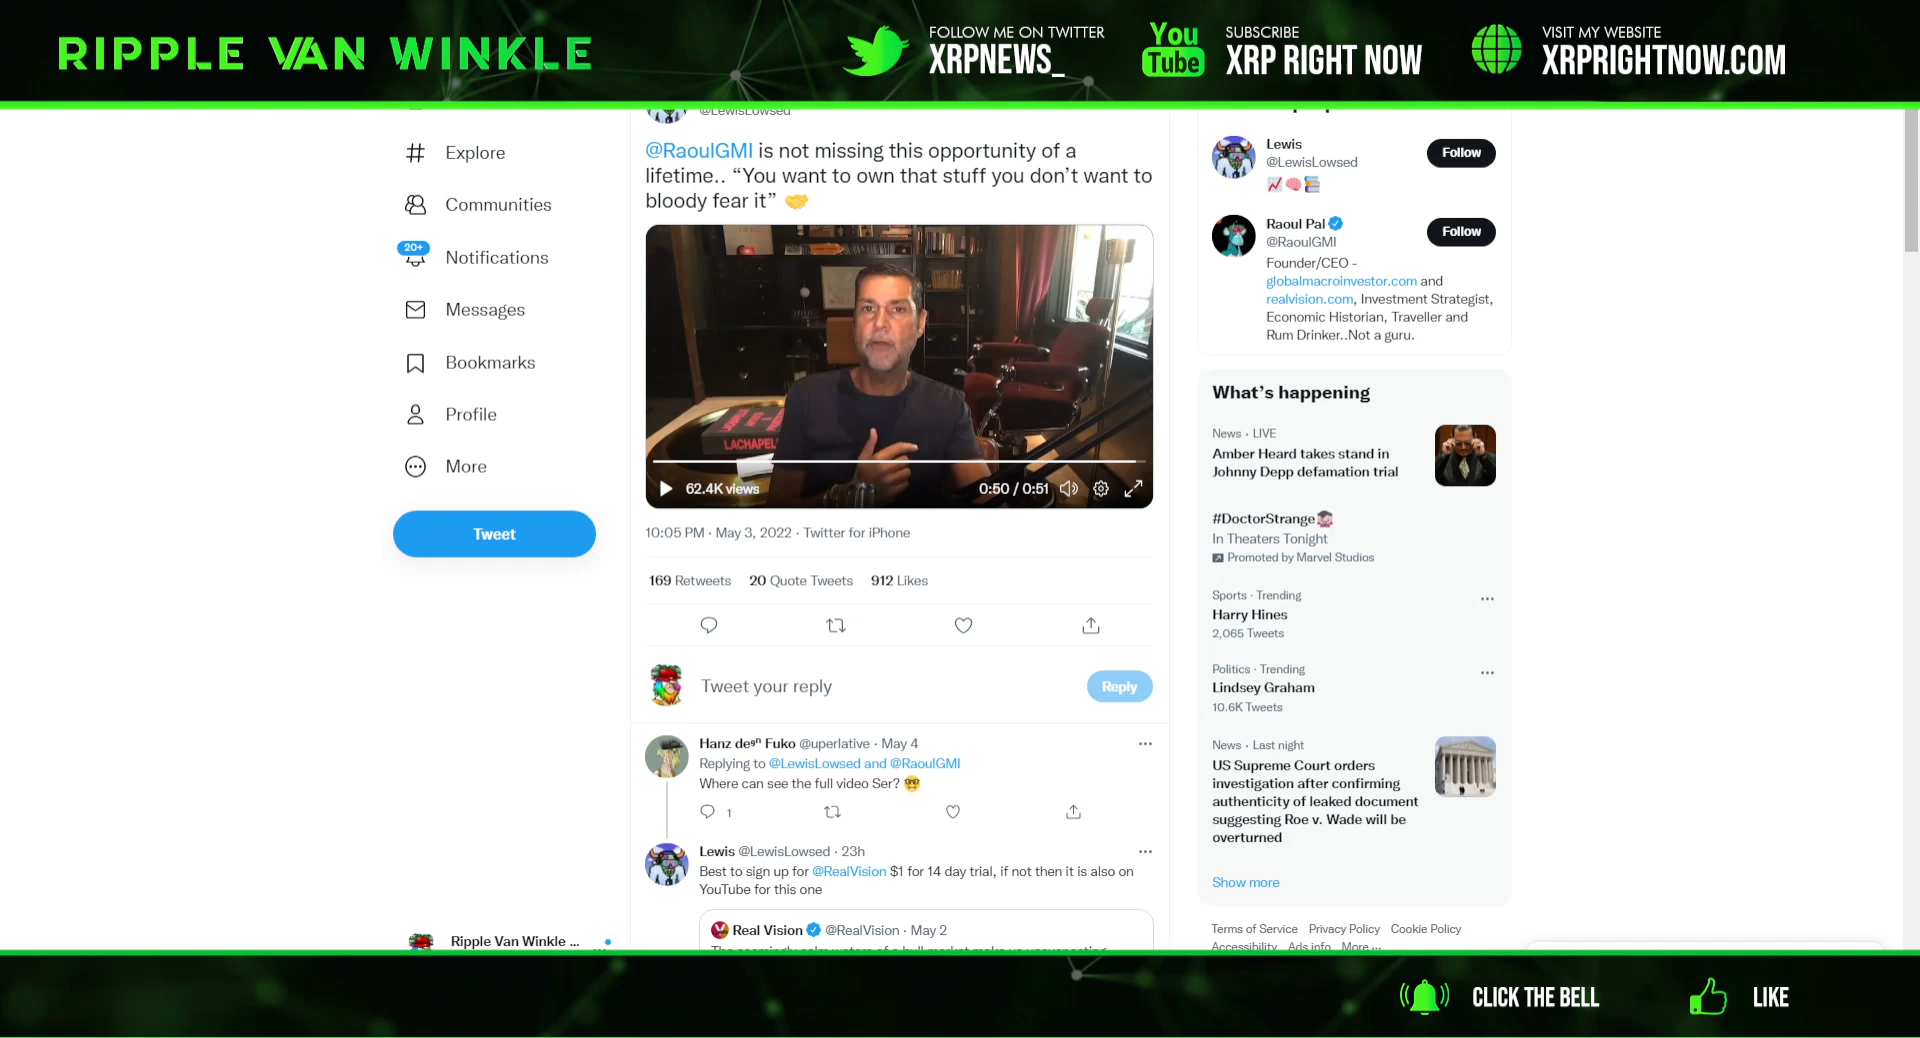 RIPPLE VAN WINKLE
FOLLOW ME ON TWITTER
XRPNEWS_
You
Tube
SUBSCRIBE
XRP RIGHT NOW
VISIT MY WEBSITE
XRPRIGHTNOW.COM
@LewisLowsed
@RaoulGMI is not missing this opportunity of a
lifetime.. “You want to own that stuff you don’t want to
bloody fear it” 🤝
LACHAPEL
62.4K views
0:50 / 0:51
10:05 PM · May 3, 2022 · Twitter for iPhone
169 Retweets 20 Quote Tweets 912 Likes
Tweet your reply
Reply
Hanz deᵍⁿ Fuko @uperlative · May 4
Replying to @LewisLowsed and @RaoulGMI
Where can see the full video Ser? 🤓
1
Lewis @LewisLowsed · 23h
Best to sign up for @RealVision $1 for 14 day trial, if not then it is also on
YouTube for this one
Real Vision @RealVision · May 2
Explore
Communities
20+
Notifications
Messages
Bookmarks
Profile
More
Tweet
Ripple Van Winkle ...
Lewis
@LewisLowsed
📈🧠📚
Follow
Raoul Pal
@RaoulGMI
Follow
Founder/CEO -
globalmacroinvestor.com and
realvision.com, Investment Strategist,
Economic Historian, Traveller and
Rum Drinker..Not a guru.
What’s happening
News · LIVE
Amber Heard takes stand in
Johnny Depp defamation trial
#DoctorStrange
In Theaters Tonight
Promoted by Marvel Studios
Sports · Trending
Harry Hines
2,065 Tweets
Politics · Trending
Lindsey Graham
10.6K Tweets
News · Last night
US Supreme Court orders
investigation after confirming
authenticity of leaked document
suggesting Roe v. Wade will be
overturned
Show more
Terms of Service Privacy Policy Cookie Policy
Accessibility Ads info More ...
CLICK THE BELL
LIKE